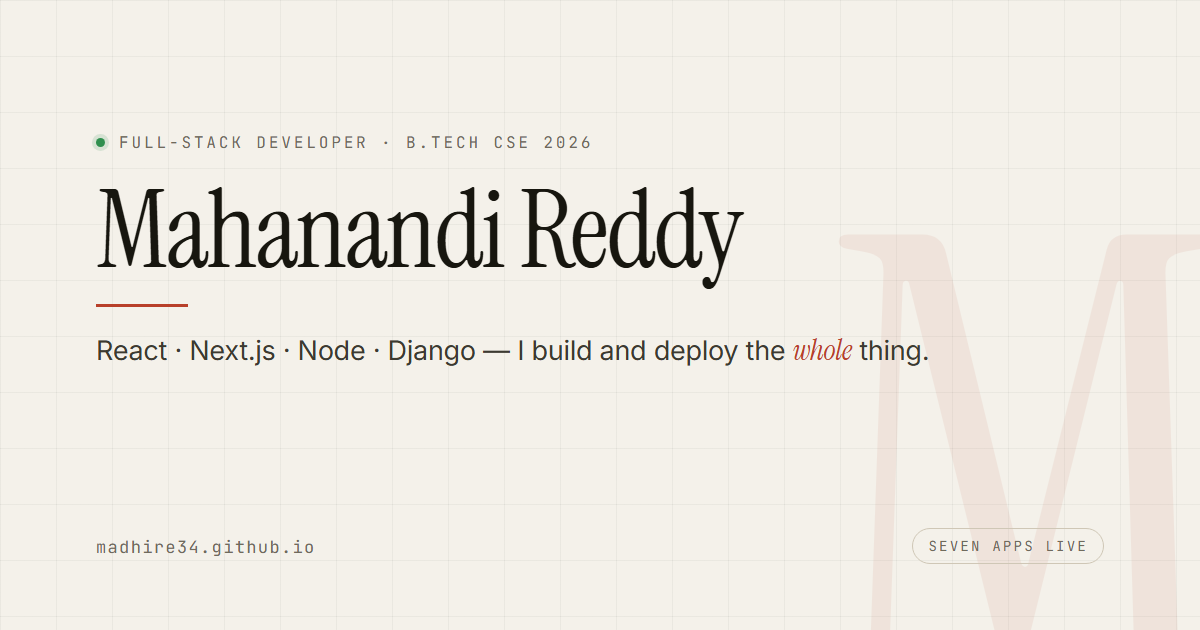 FULL-STACK DEVELOPER · B.TECH CSE 2026
Mahanandi Reddy
React · Next.js · Node · Django — I build and deploy the whole thing.
M
madhire34.github.io
SEVEN APPS LIVE